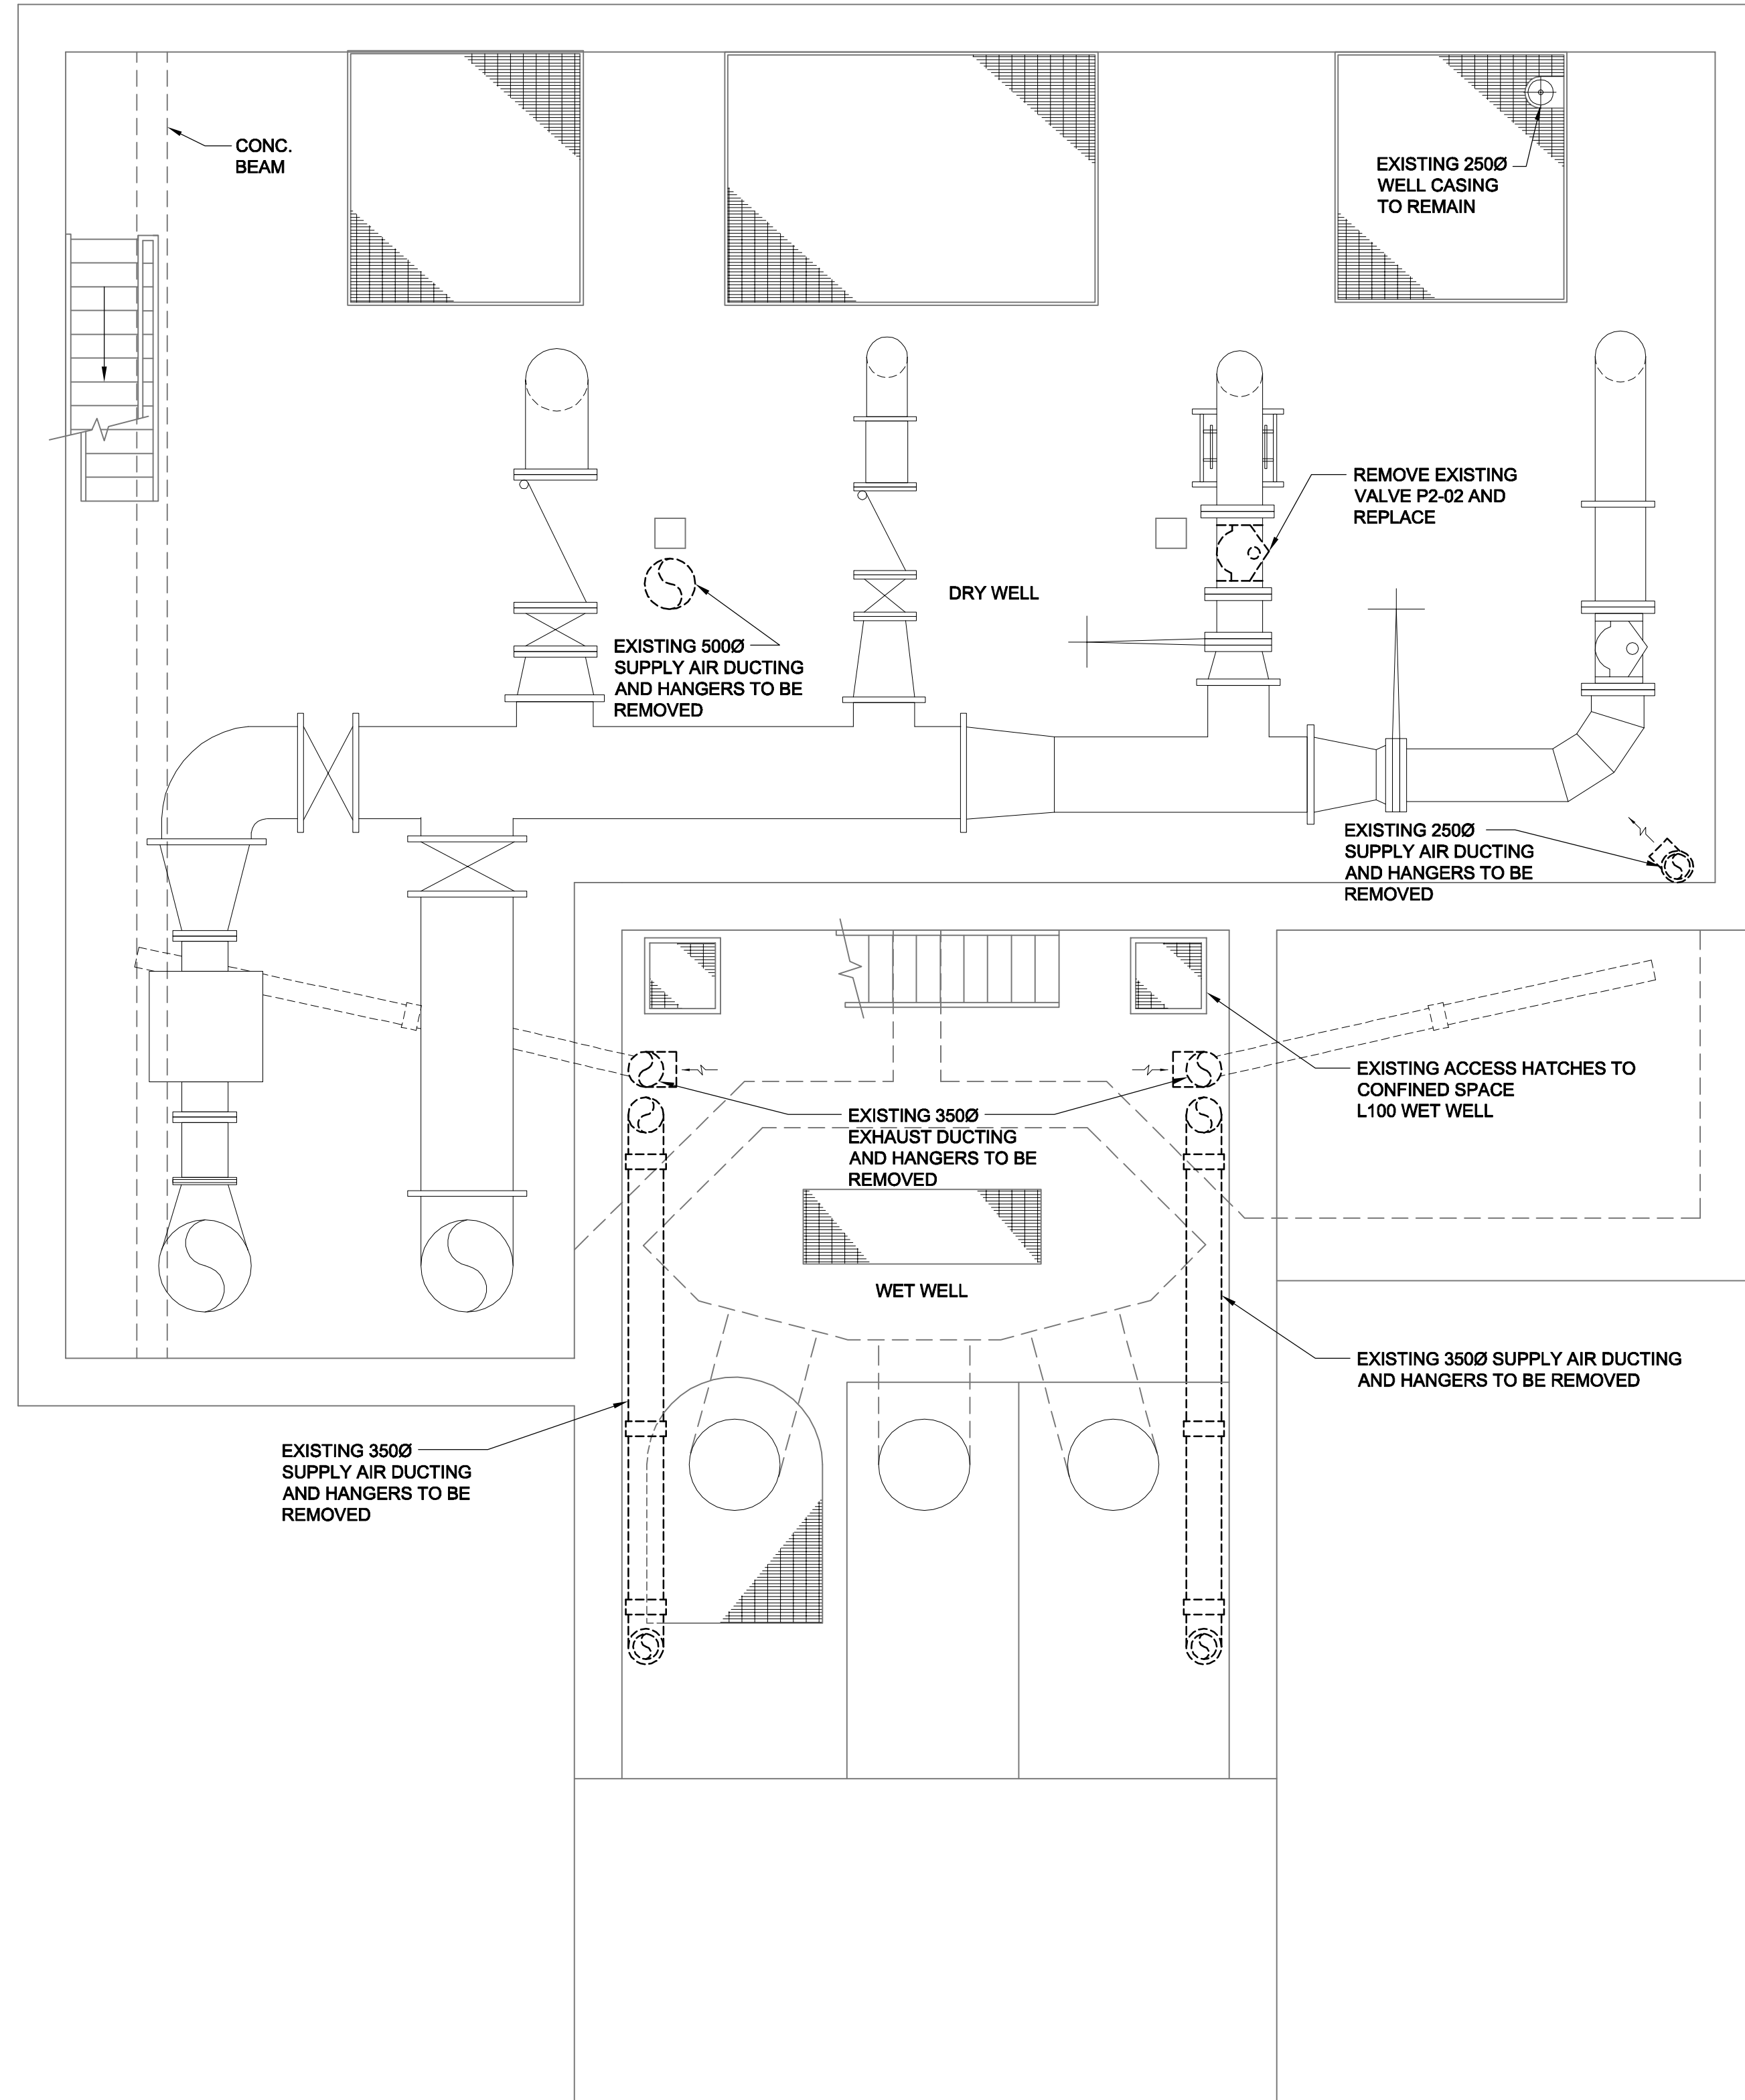 CONC.
BEAM
EXISTING 250Ø
WELL CASING
TO REMAIN
REMOVE EXISTING
VALVE P2-02 AND
REPLACE
DRY WELL
EXISTING 500Ø
SUPPLY AIR DUCTING
AND HANGERS TO BE
REMOVED
EXISTING 250Ø
SUPPLY AIR DUCTING
AND HANGERS TO BE
REMOVED
EXISTING ACCESS HATCHES TO
CONFINED SPACE
L100 WET WELL
EXISTING 350Ø
EXHAUST DUCTING
AND HANGERS TO BE
REMOVED
WET WELL
EXISTING 350Ø SUPPLY AIR DUCTING
AND HANGERS TO BE REMOVED
EXISTING 350Ø
SUPPLY AIR DUCTING
AND HANGERS TO BE
REMOVED